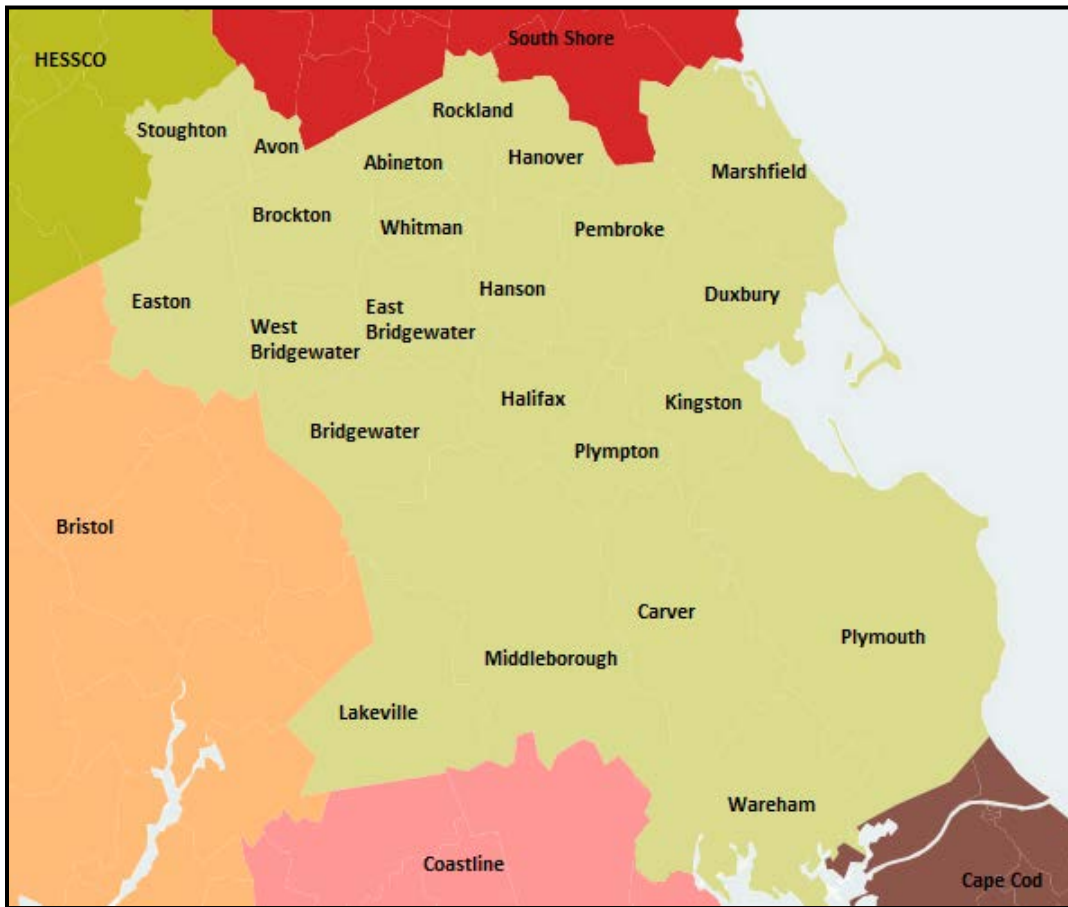 South Shore
HESSCO
Rockland
Stoughton
Avon
Abington
Hanover
Marshfield
Brockton
Whitman
Pembroke
Easton
Hanson
Duxbury
West
Bridgewater
East
Bridgewater
Halifax
Kingston
Bridgewater
Plympton
Bristol
Carver
Plymouth
Middleborough
Lakeville
Wareham
Coastline
Cape Cod